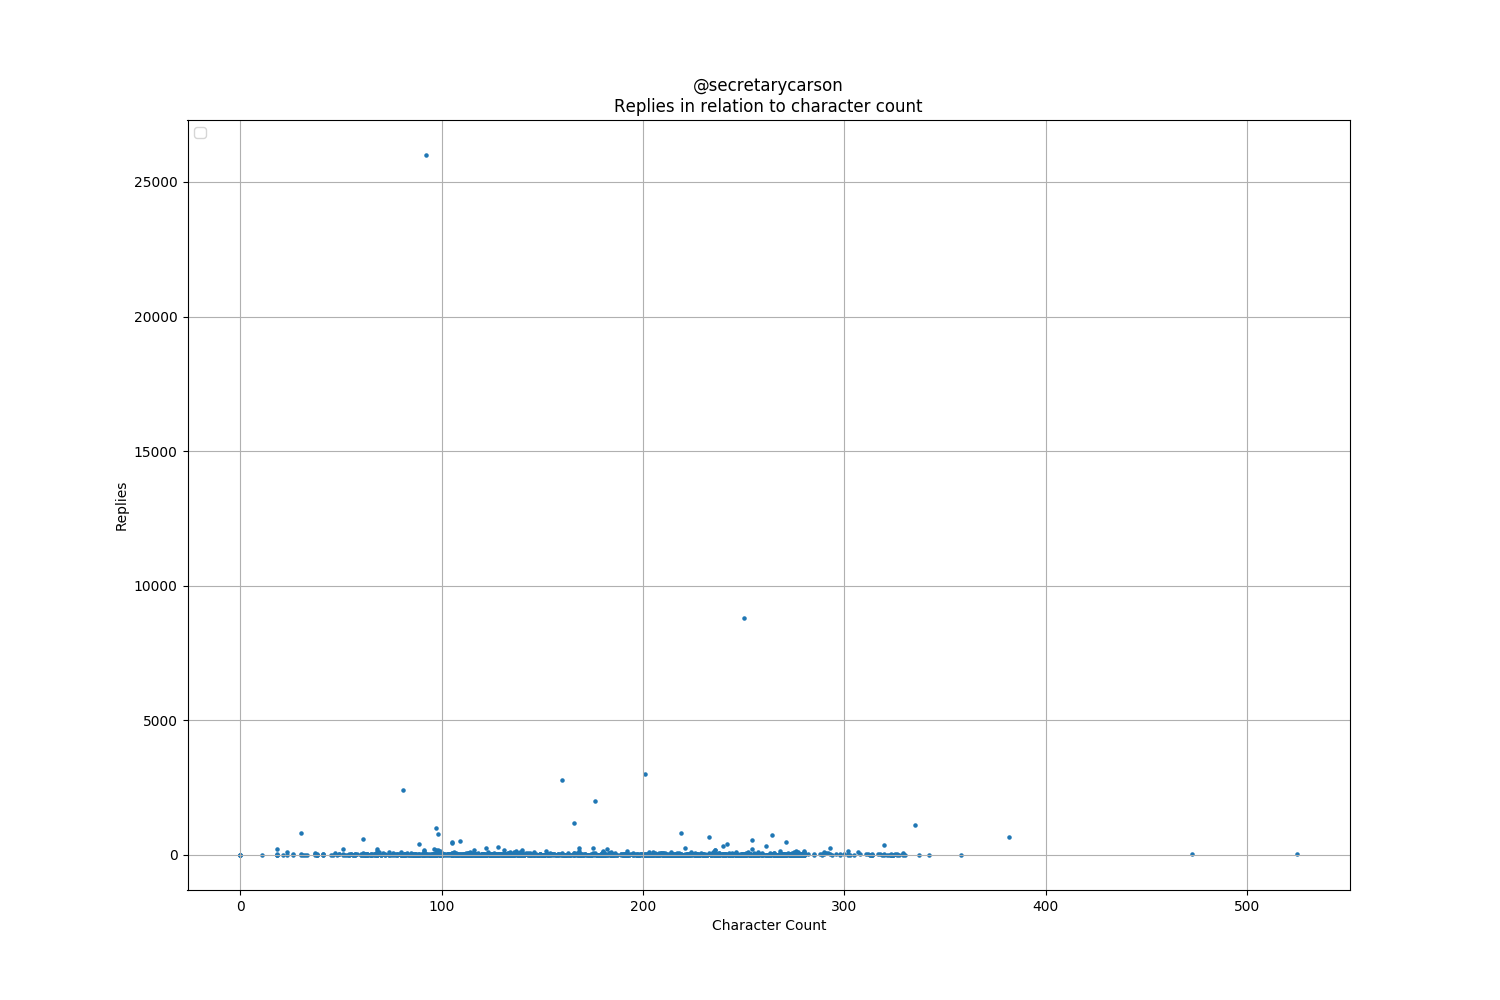 @secretarycarson
Replies in relation to character count
25000
20000
15000
10000
5000
0
Replies
0 100 200 300 400 500
Character Count